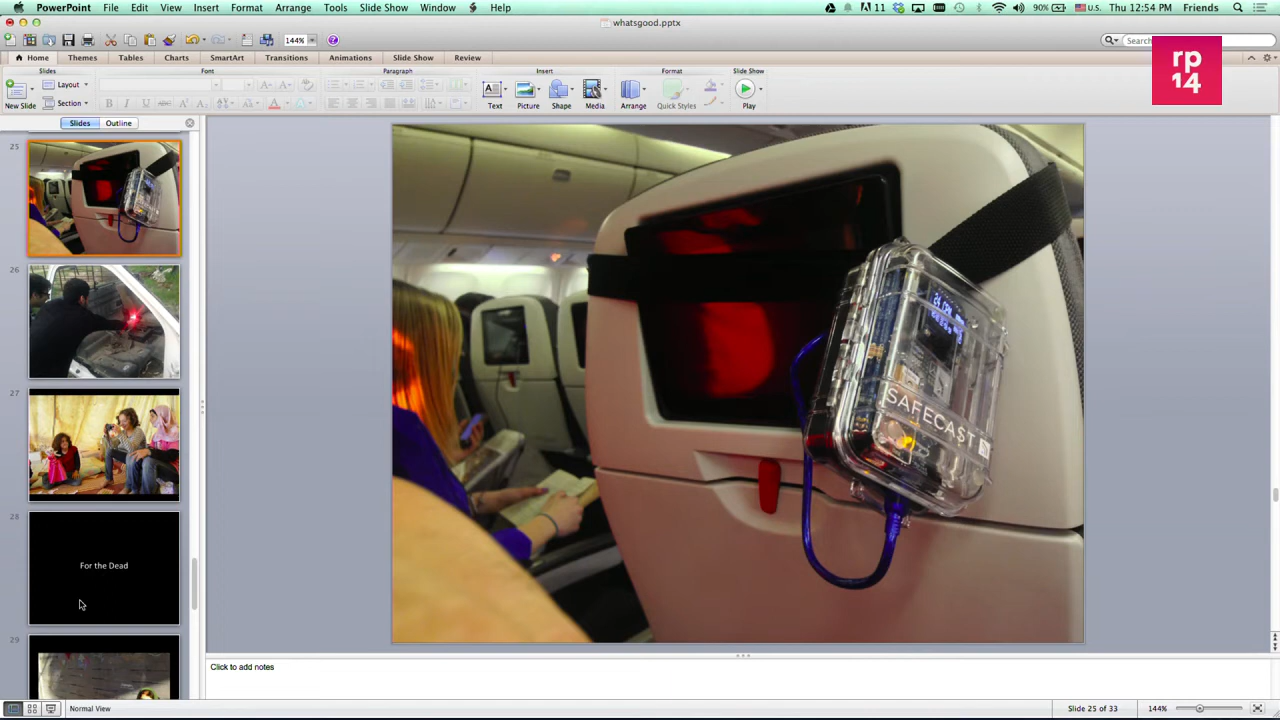 PowerPoint File Edit View Insert Format Arrange Tools Slide Show Window Help
11 U.S. 90% Thu 12:54 PM Friends
whatsgood.pptx
144%
Search
rp
14
Home Themes Tables Charts SmartArt Transitions Animations Slide Show Review
Slides Font Paragraph Insert Format Slide Show
New Slide Layout Section
B I U
Text Picture Shape Media Arrange Quick Styles Play
Slides Outline
25
26
27
28
For the Dead
29
SAFECAST
Click to add notes
Normal View Slide 25 of 33 144%